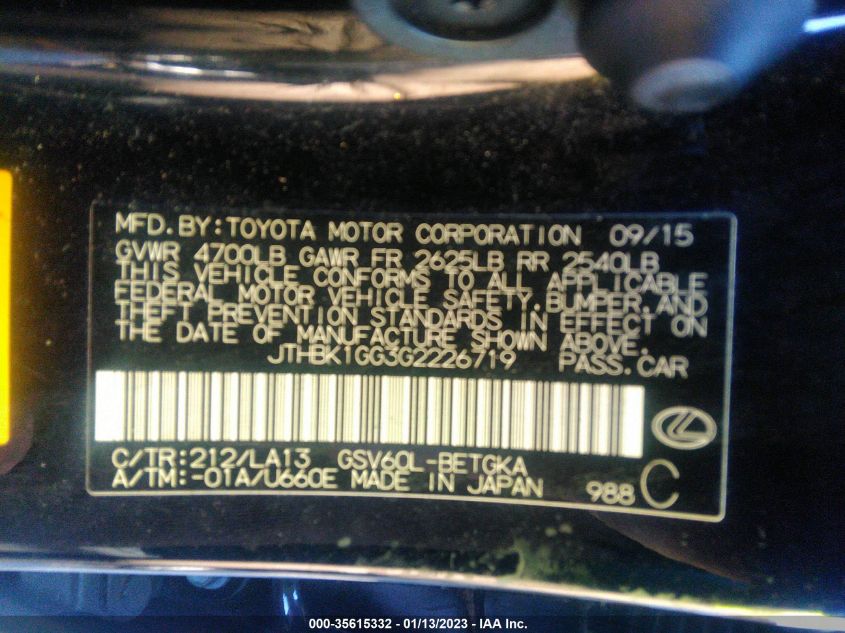 MFD. BY: TOYOTA MOTOR CORPORATION 09/15
GVWR 4700LB GAWR FR 2625LB RR 2540LB
THIS VEHICLE CONFORMS TO ALL APPLICABLE
FEDERAL MOTOR VEHICLE SAFETY, BUMPER, AND
THEFT PREVENTION STANDARDS IN EFFECT ON
THE DATE OF MANUFACTURE SHOWN ABOVE.
JTHBK1GG3G2226719 PASS. CAR
C/TR: 212/LA13 GSV60L-BETGKA
A/TM: -01A/U660E MADE IN JAPAN 988 C
000-35615332 - 01/13/2023 - IAA Inc.